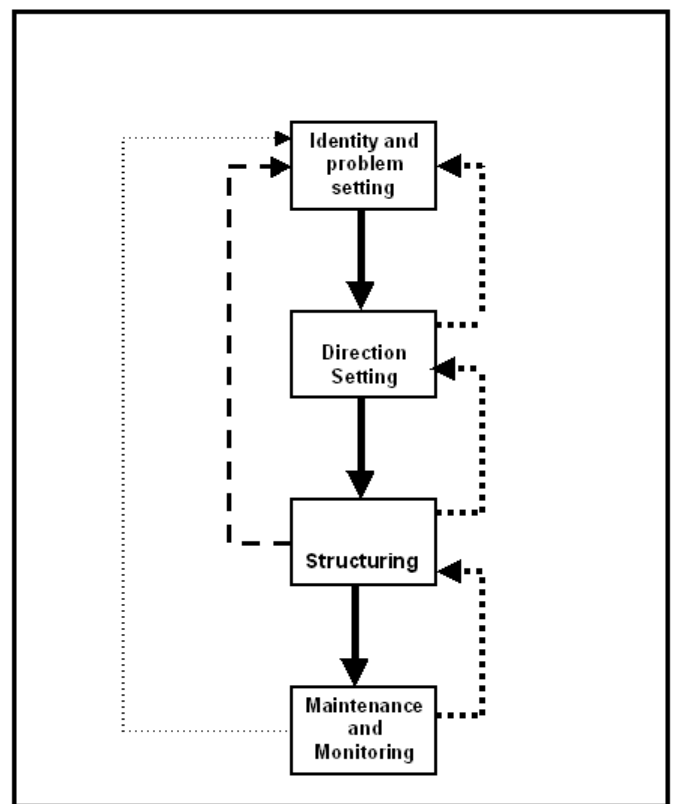 Identity and
problem
setting
Direction
Setting
Structuring
Maintenance
and
Monitoring